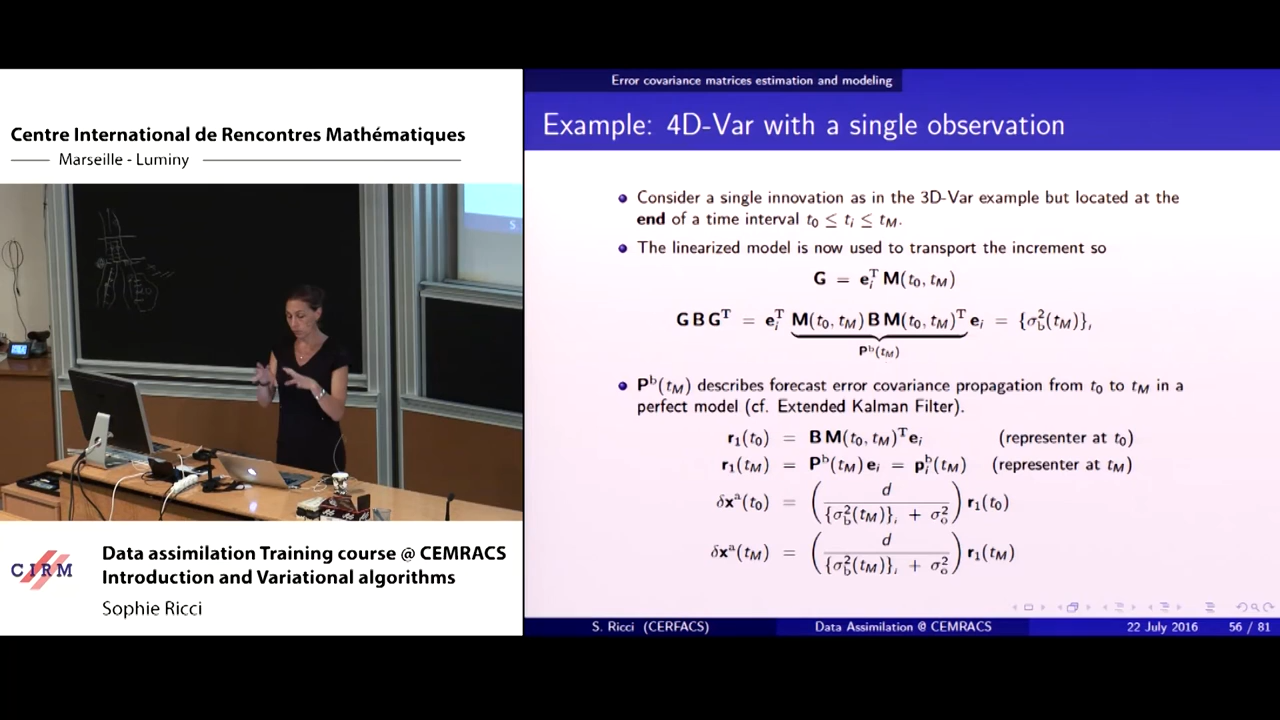 Centre International de Rencontres Mathématiques
Marseille - Luminy
CIRM
Data assimilation Training course @ CEMRACS
Introduction and Variational algorithms
Sophie Ricci
Error covariance matrices estimation and modeling
Example: 4D-Var with a single observation
Consider a single innovation as in the 3D-Var example but located at the
end of a time interval t₀ ≤ tᵢ ≤ t_M.
The linearized model is now used to transport the increment so
G = eᵢᵀ M(t₀, t_M)
G B Gᵀ = eᵢᵀ M(t₀, t_M) B M(t₀, t_M)ᵀ eᵢ = {σ_b²(t_M)}ᵢ
Pᵇ(t_M)
Pᵇ(t_M) describes forecast error covariance propagation from t₀ to t_M in a
perfect model (cf. Extended Kalman Filter).
r₁(t₀) = B M(t₀, t_M)ᵀ eᵢ (representer at t₀)
r₁(t_M) = Pᵇ(t_M) eᵢ = pᵢᵇ(t_M) (representer at t_M)
δxᵃ(t₀) = ( d / {σ_b²(t_M)}ᵢ + σ_o² ) r₁(t₀)
δxᵃ(t_M) = ( d / {σ_b²(t_M)}ᵢ + σ_o² ) r₁(t_M)
S. Ricci (CERFACS) Data Assimilation @ CEMRACS 22 July 2016 56 / 81